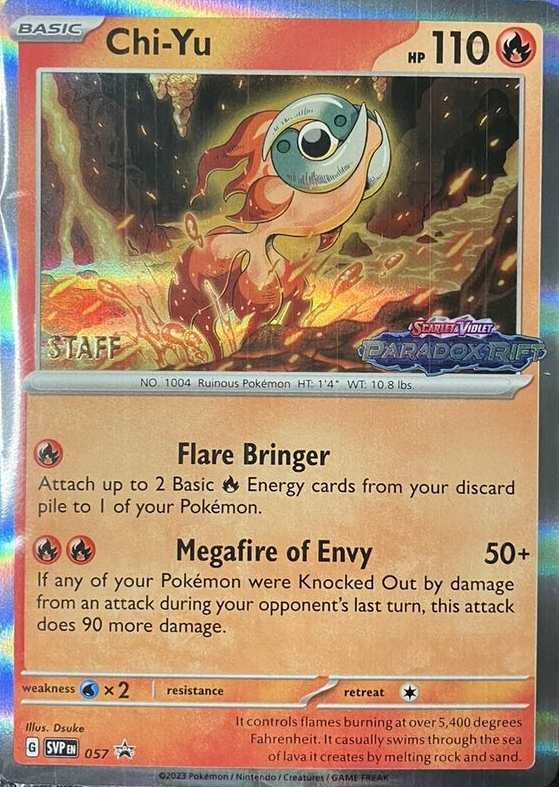 BASIC
Chi-Yu
HP 110
STAFF
SCARLET & VIOLET
PARADOX RIFT
NO. 1004 Ruinous Pokémon HT: 1'4" WT: 10.8 lbs.
Flare Bringer
Attach up to 2 Basic Energy cards from your discard
pile to 1 of your Pokémon.
Megafire of Envy 50+
If any of your Pokémon were Knocked Out by damage
from an attack during your opponent's last turn, this attack
does 90 more damage.
weakness ×2 resistance retreat
Illus. Dsuke
It controls flames burning at over 5,400 degrees
Fahrenheit. It casually swims through the sea
of lava it creates by melting rock and sand.
G SVP EN 057
©2023 Pokémon / Nintendo / Creatures / GAME FREAK